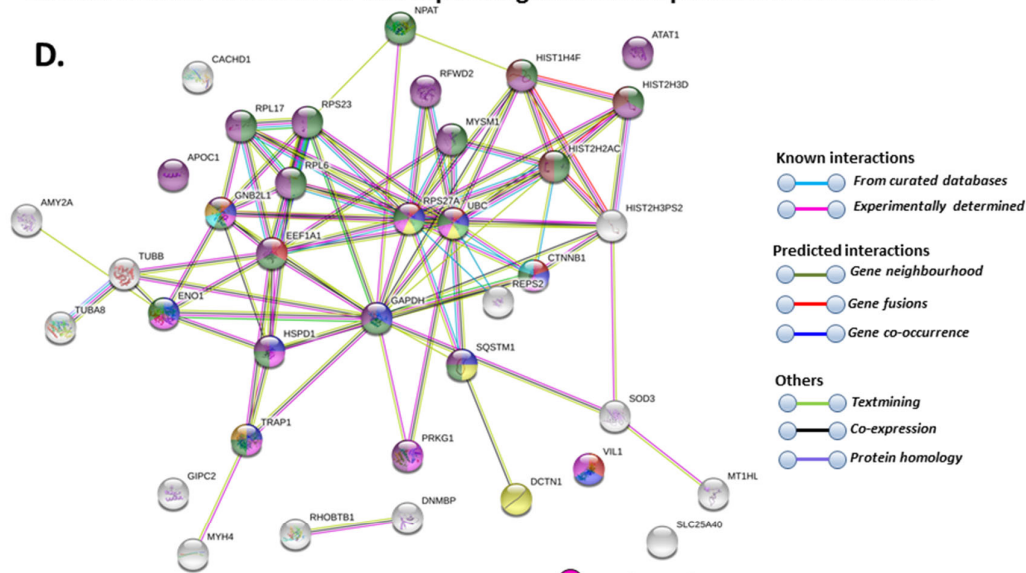 D.
NPAT
ATAT1
CACHD1
RFWD2
HIST1H4F
HIST2H3D
RPL17
RPS23
MYSM1
HIST2H2AC
APOC1
RPL6
GNB2L1
RPS27A
UBC
HIST2H3PS2
AMY2A
EEF1A1
TUBB
CTNNB1
REPS2
ENO1
GAPDH
TUBA8
HSPD1
SQSTM1
SOD3
TRAP1
PRKG1
VIL1
GIPC2
DCTN1
MT1HL
DNMBP
RHOBTB1
SLC25A40
MYH4
Known interactions
From curated databases
Experimentally determined
Predicted interactions
Gene neighbourhood
Gene fusions
Gene co-occurrence
Others
Textmining
Co-expression
Protein homology